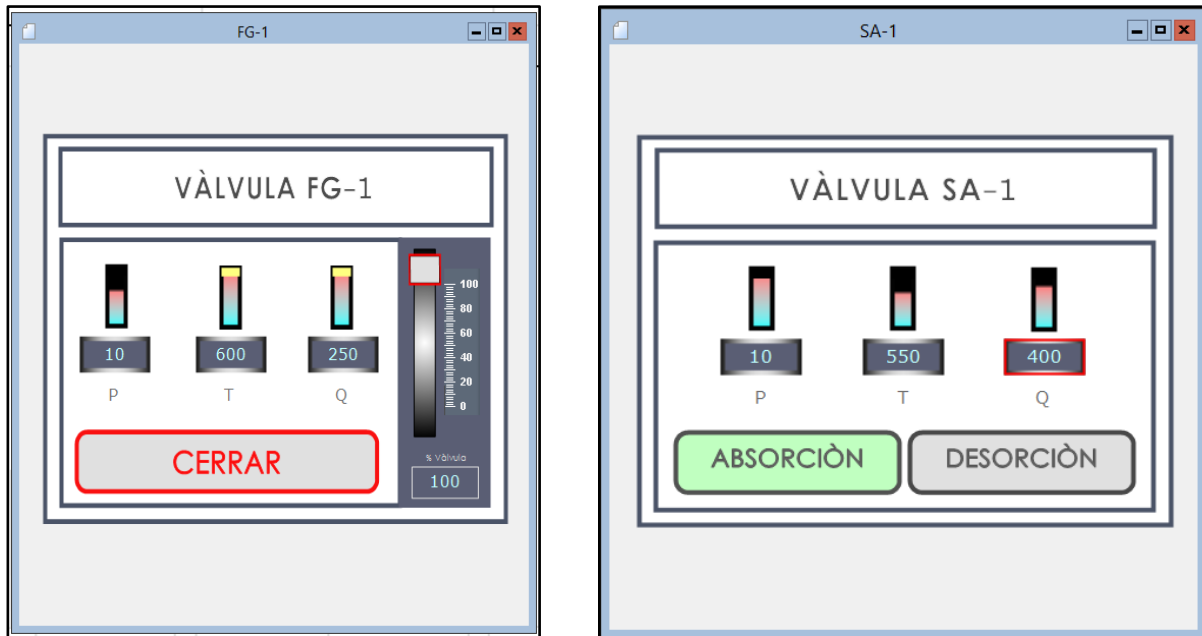 FG-1
VÀLVULA FG-1
10 600 250
P T Q
CERRAR
100
80
60
40
20
0
% Vàlvula
100
SA-1
VÀLVULA SA-1
10 550 400
P T Q
ABSORCIÒN DESORCIÒN